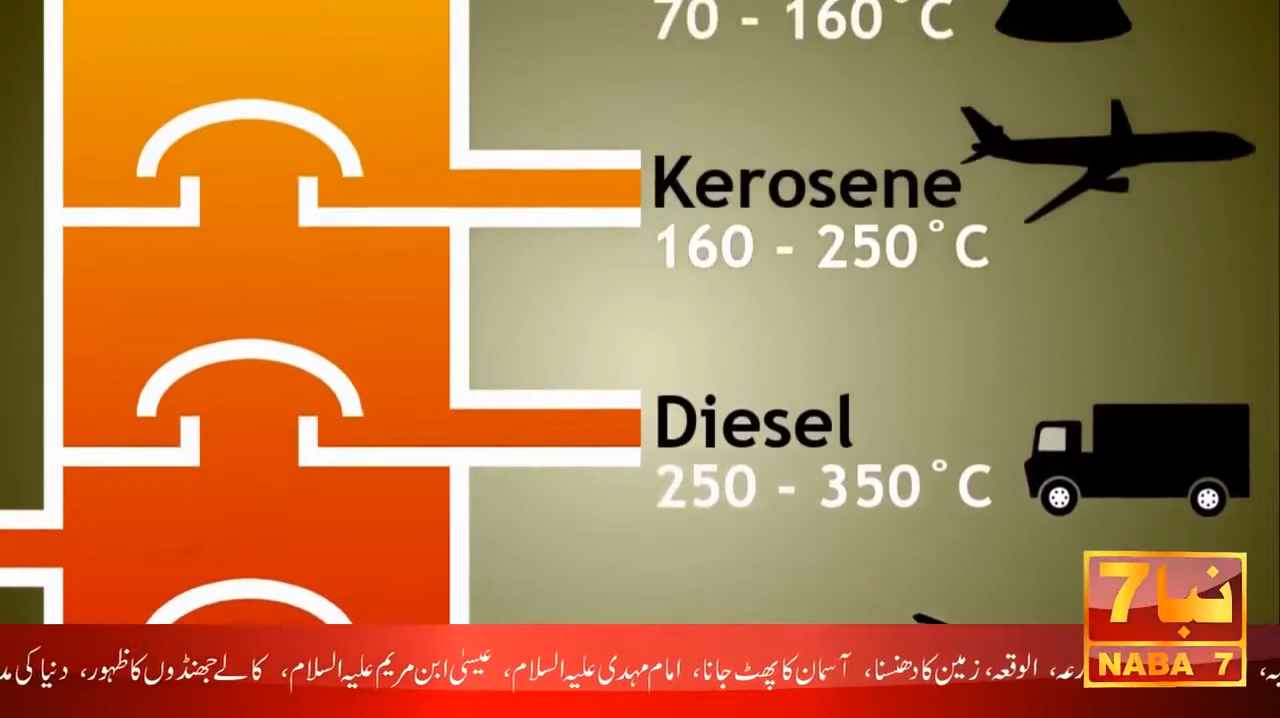 70 - 160°C
Kerosene
160 - 250°C
Diesel
250 - 350°C
نبا 7
NABA 7
الوقعہ، زمین کا دھنسنا، آسمان کا پھٹ جانا، امام مہدی علیہ السلام، عیسیٰ ابن مریم علیہ السلام، کالے جھنڈوں کا ظہور، دنیا کی